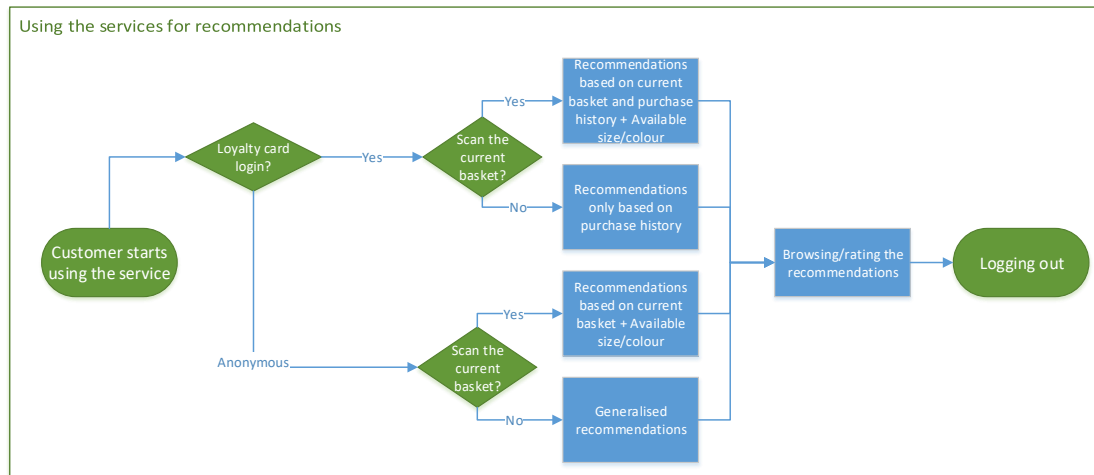 Using the services for recommendations
Customer starts
using the service
Loyalty card
login?
Yes
Anonymous
Scan the
current
basket?
Yes
No
Recommendations
based on current
basket and purchase
history + Available
size/colour
Recommendations
only based on
purchase history
Scan the
current
basket?
Yes
No
Recommendations
based on current
basket + Available
size/colour
Generalised
recommendations
Browsing/rating the
recommendations
Logging out